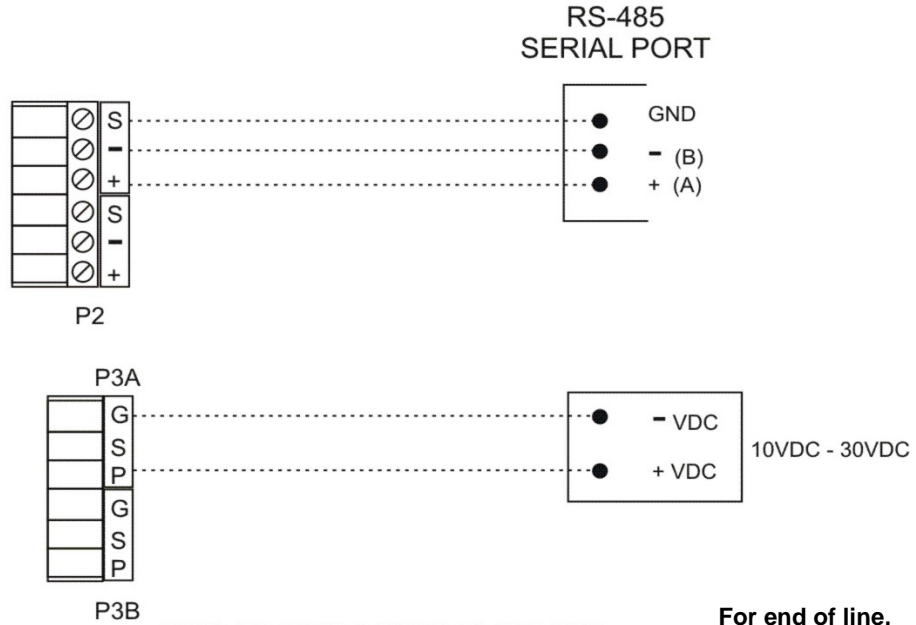 RS-485
SERIAL PORT
S
-
+
S
-
+
GND
- (B)
+ (A)
P2
P3A
G
S
P
G
S
P
- VDC
+ VDC
10VDC - 30VDC
P3B
For end of line.